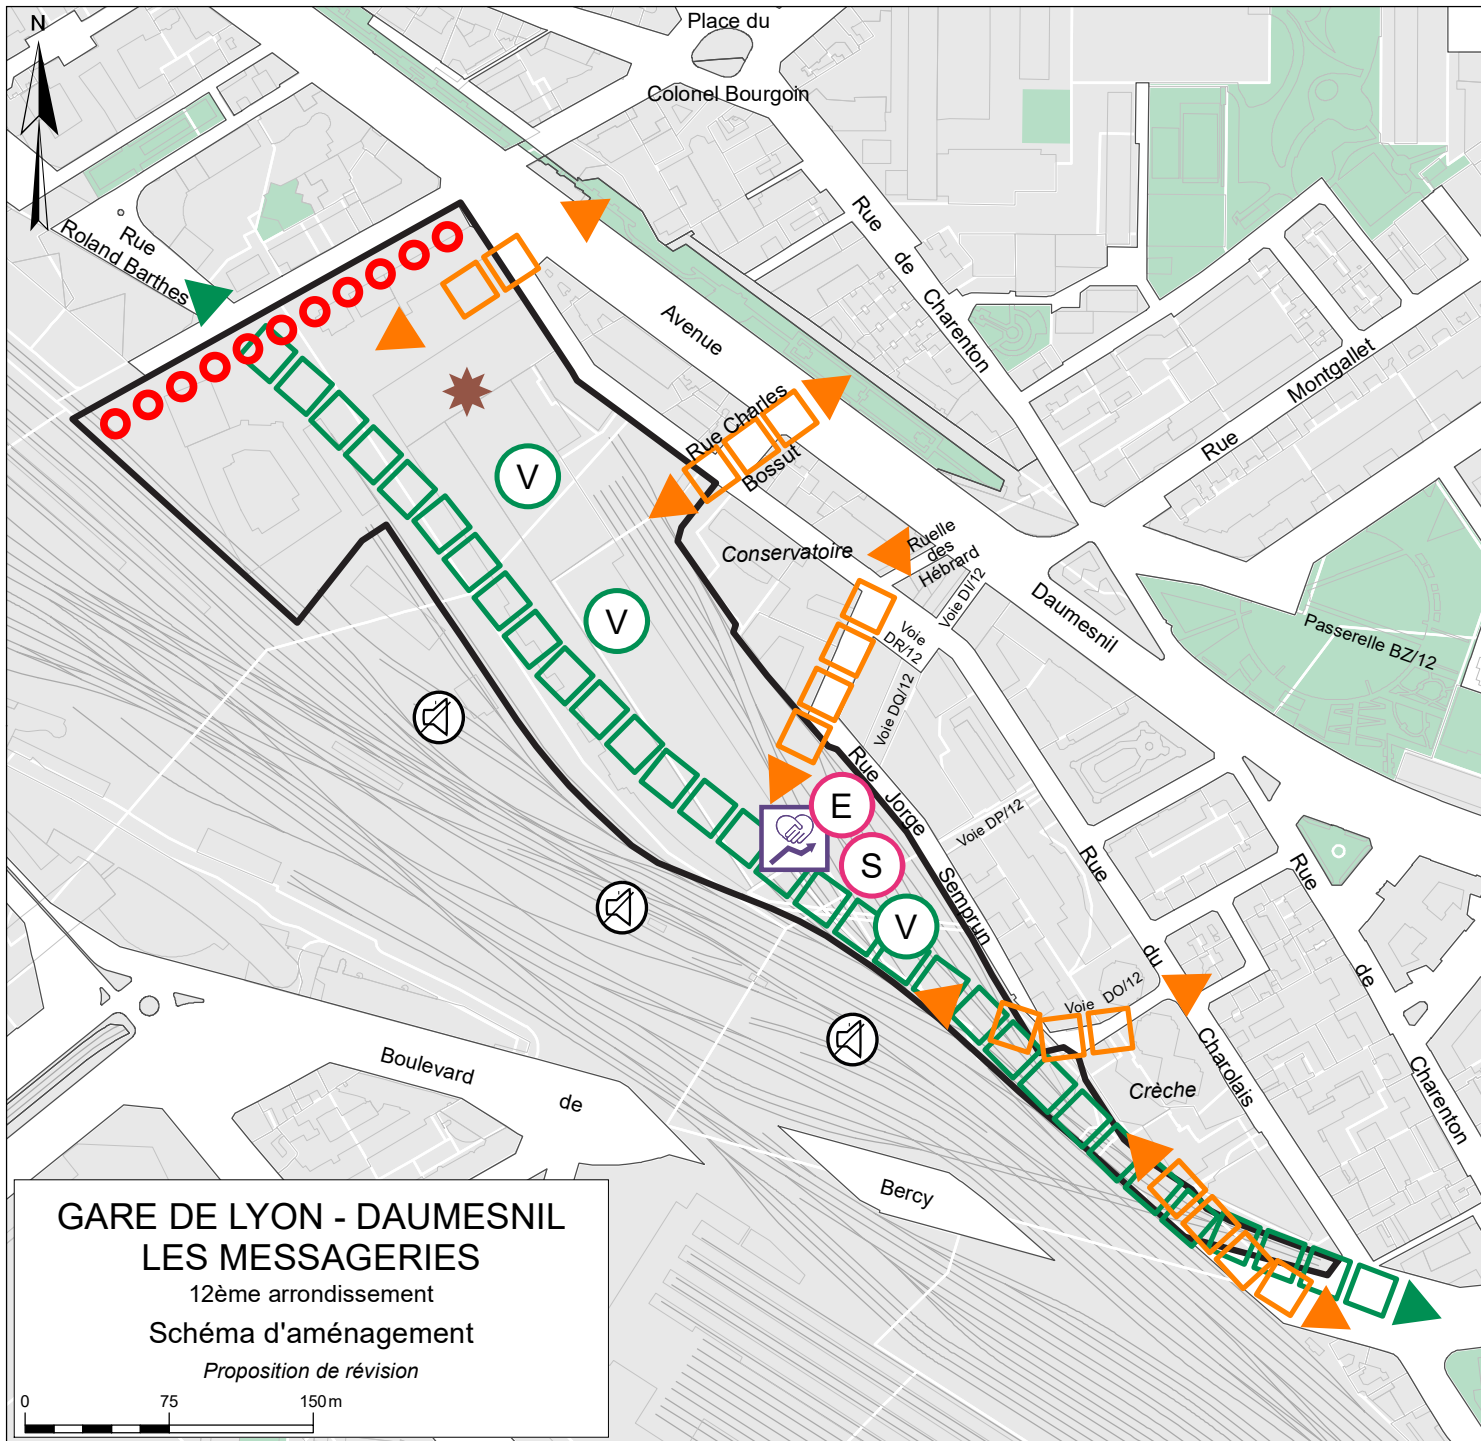 N
Place du
Colonel Bourgoin
Rue
Roland Barthes
Rue
de
Charenton
Avenue
Rue Charles
Bossut
Rue
Montgallet
Conservatoire
Ruelle
des
Hébrard
Voie DI/12
Voie
DR/12
Daumesnil
Passerelle BZ/12
Voie DQ/12
V
V
Rue
Jorge
Semprun
E
S
V
Voie DP/12
Rue
du
Charolais
Rue
de
Charenton
Voie DO/12
Crèche
Boulevard
de
Bercy
GARE DE LYON - DAUMESNIL
LES MESSAGERIES
12ème arrondissement
Schéma d'aménagement
Proposition de révision
0 75 150m